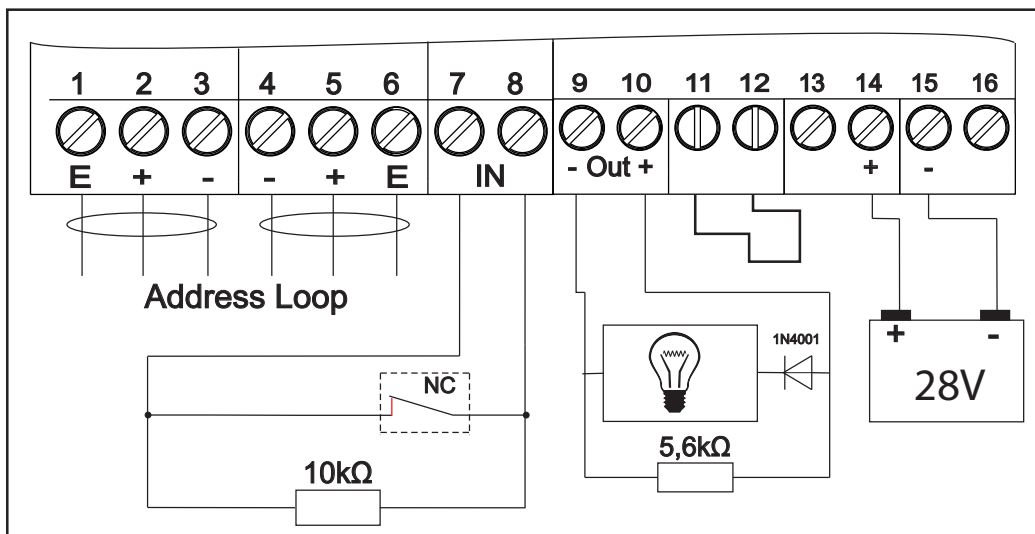 1 2 3 4 5 6 7 8 9 10 11 12 13 14 15 16
E + - - + E IN - Out + + -
Address Loop
1N4001
+ -
NC
28V
5,6kΩ
10kΩ